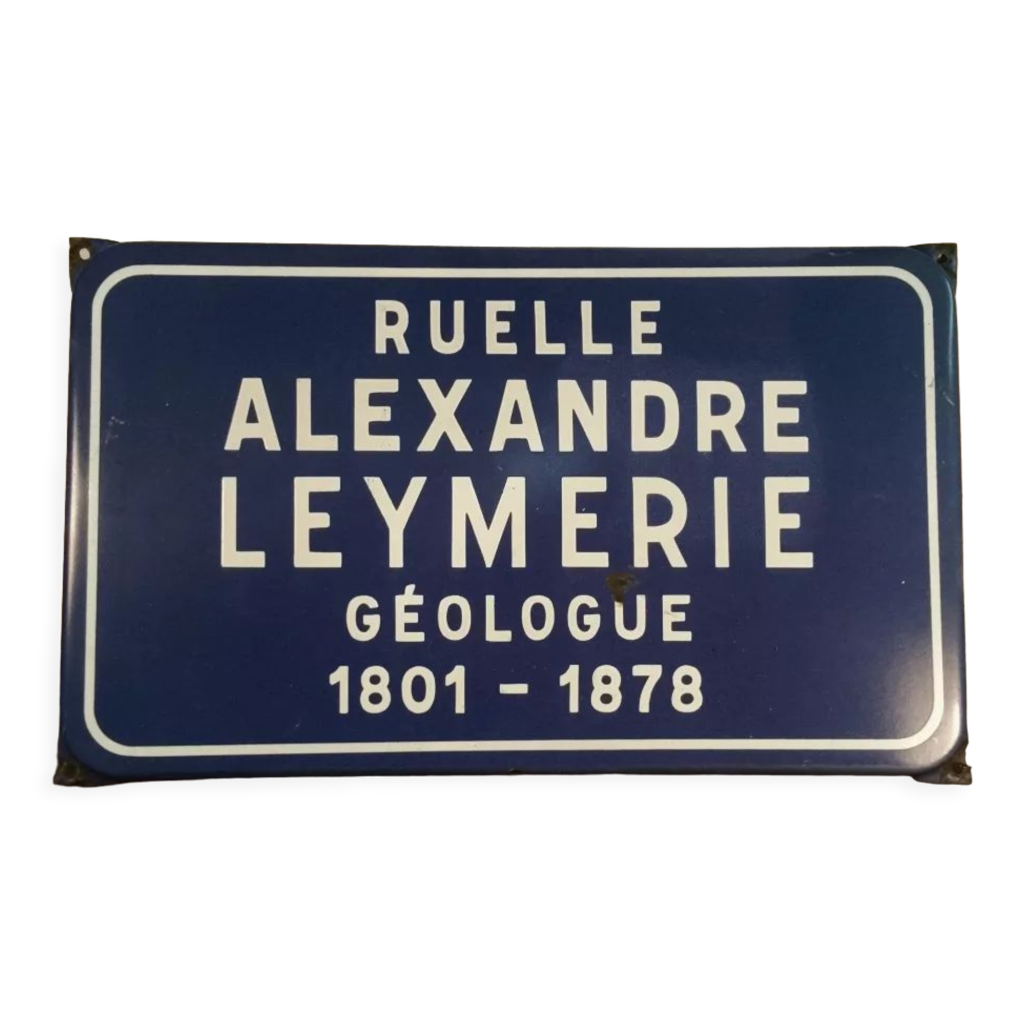 RUELLE
ALEXANDRE
LEYMERIE
GÉOLOGUE
1801 - 1878